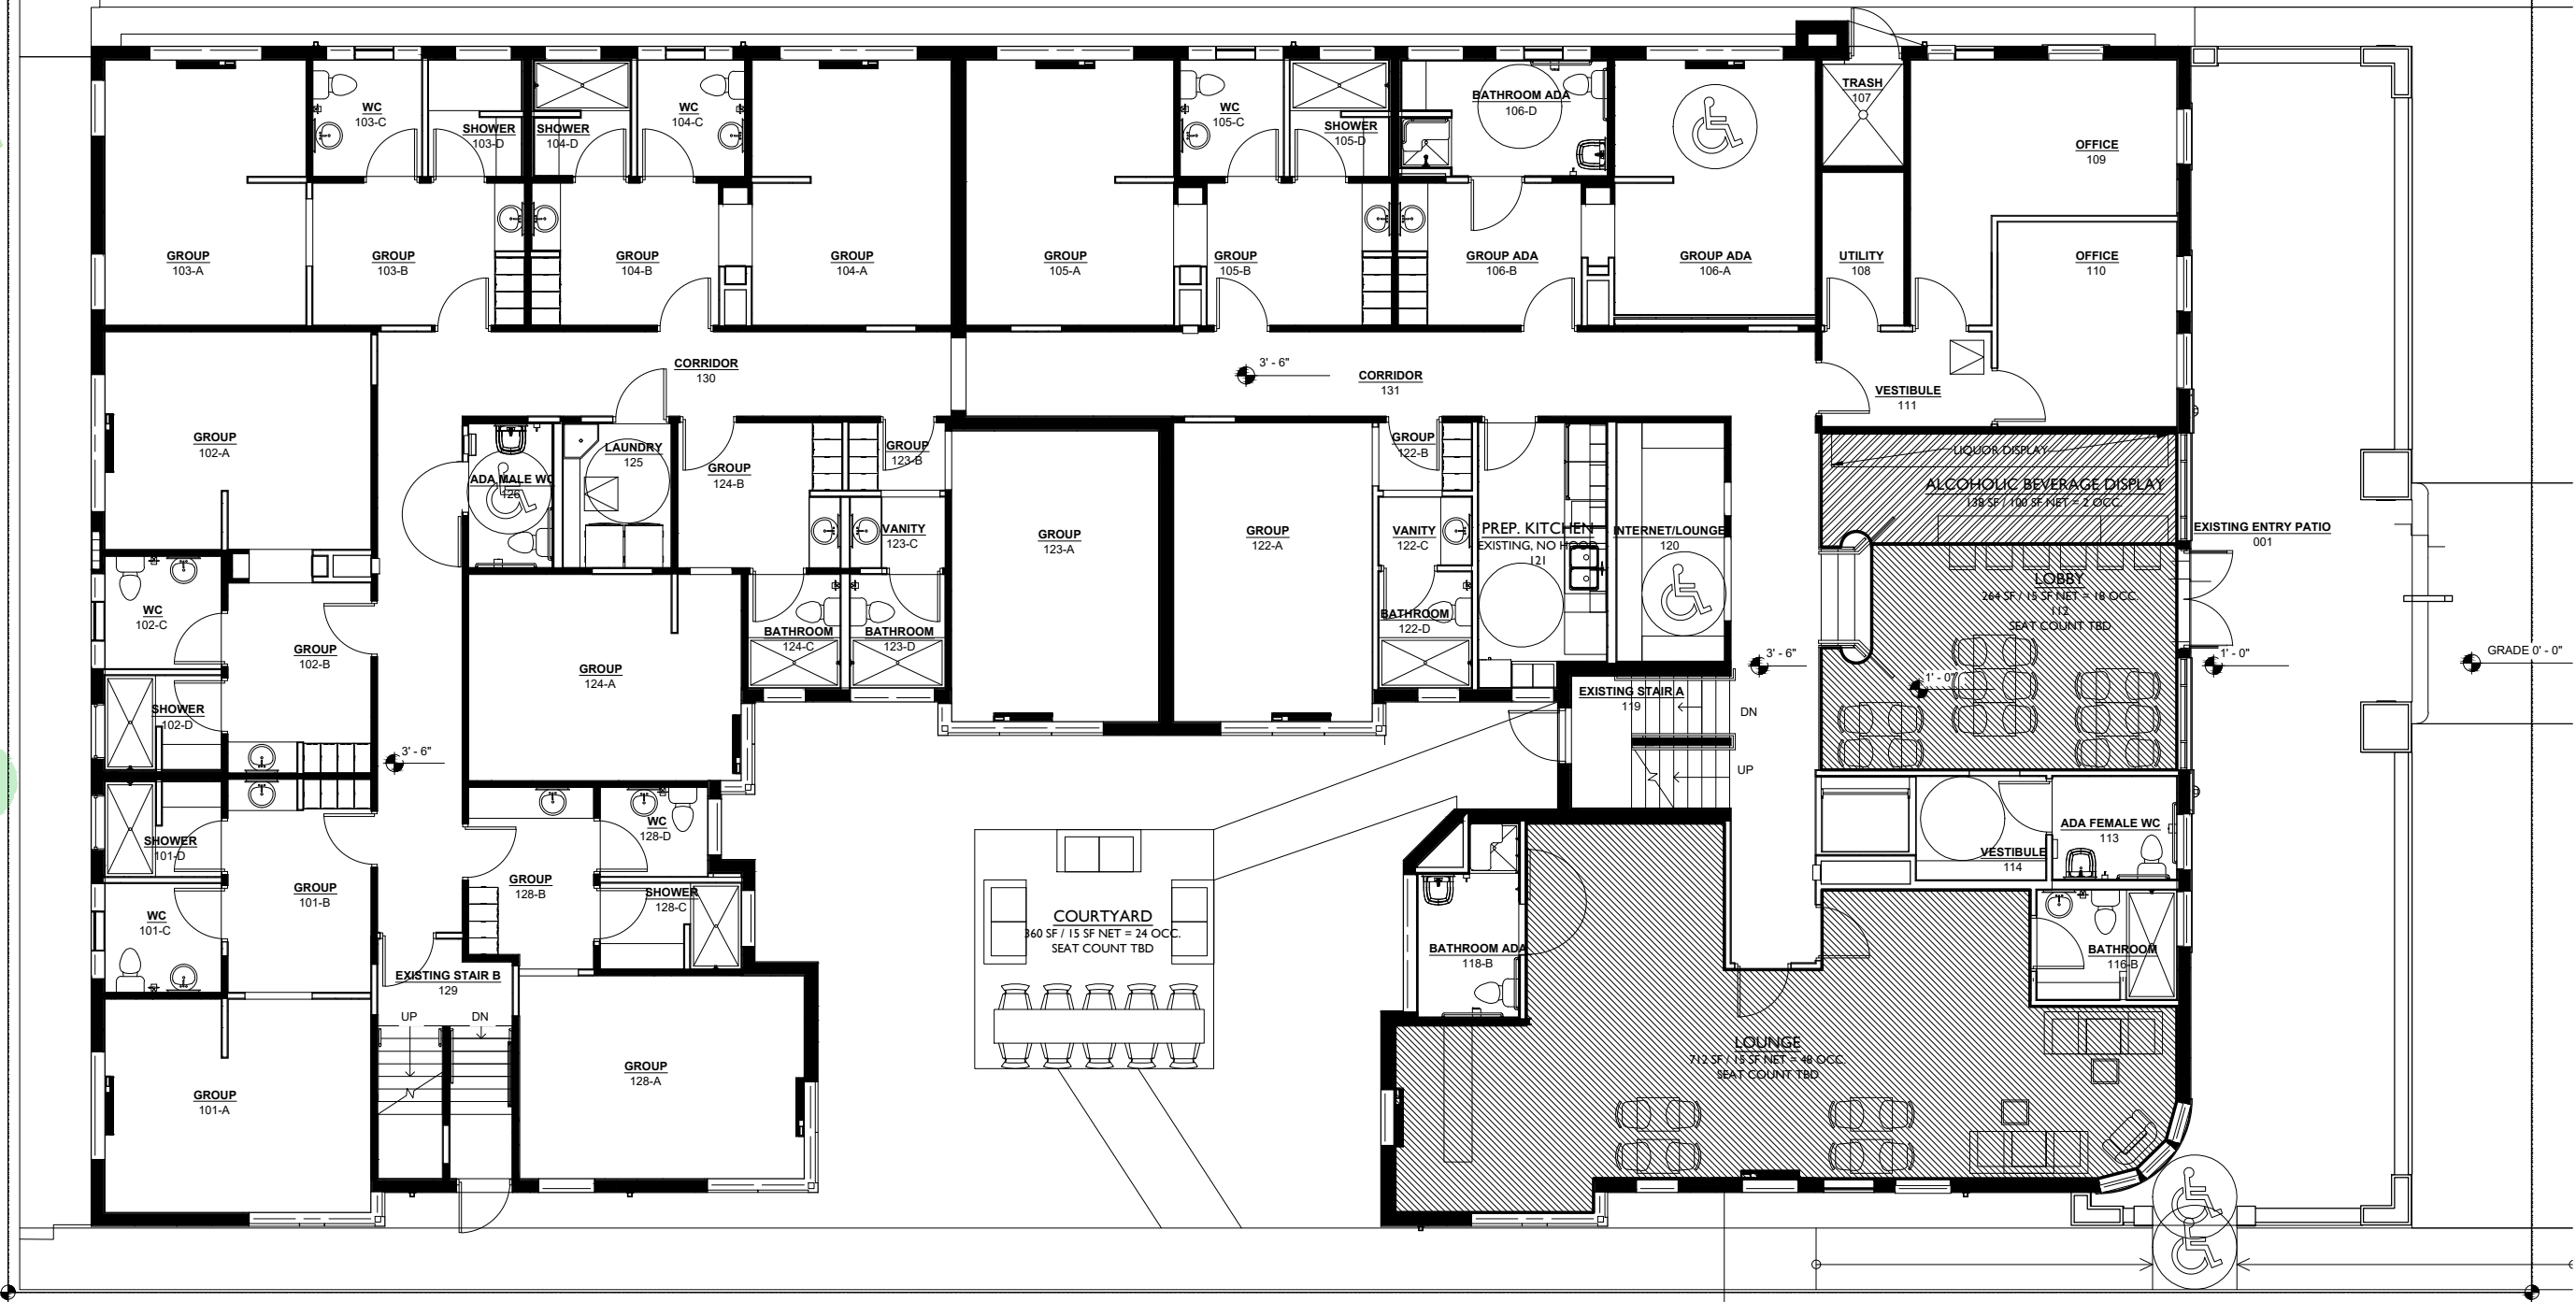 WC
103-C
SHOWER
103-D
SHOWER
104-D
WC
104-C
WC
105-C
SHOWER
105-D
BATHROOM ADA
106-D
TRASH
107
OFFICE
109
GROUP
103-A
GROUP
103-B
GROUP
104-B
GROUP
104-A
GROUP
105-A
GROUP
105-B
GROUP ADA
106-B
GROUP ADA
106-A
UTILITY
108
OFFICE
110
CORRIDOR
130
3' - 6"
CORRIDOR
131
VESTIBULE
111
GROUP
102-A
ADA MALE WC
126
LAUNDRY
125
GROUP
124-B
GROUP
123-B
GROUP
122-B
LIQUOR DISPLAY
ALCOHOLIC BEVERAGE DISPLAY
138 SF / 100 SF NET = 2 OCC.
VANITY
123-C
GROUP
123-A
GROUP
122-A
VANITY
122-C
PREP. KITCHEN
EXISTING, NO HOOD
121
INTERNET/LOUNGE
120
EXISTING ENTRY PATIO
001
LOBBY
264 SF / 15 SF NET = 18 OCC.
112
SEAT COUNT TBD
WC
102-C
GROUP
102-B
GROUP
124-A
BATHROOM
124-C
BATHROOM
123-D
BATHROOM
122-D
3' - 6"
1' - 0"
1' - 0"
GRADE 0' - 0"
SHOWER
102-D
EXISTING STAIR A
119
DN
UP
3' - 6"
SHOWER
101-D
WC
128-D
ADA FEMALE WC
113
VESTIBULE
114
GROUP
101-B
GROUP
128-B
SHOWER
128-C
WC
101-C
COURTYARD
360 SF / 15 SF NET = 24 OCC.
SEAT COUNT TBD
BATHROOM ADA
118-B
BATHROOM
116-B
EXISTING STAIR B
129
UP
DN
LOUNGE
712 SF / 15 SF NET = 48 OCC.
SEAT COUNT TBD
GROUP
128-A
GROUP
101-A